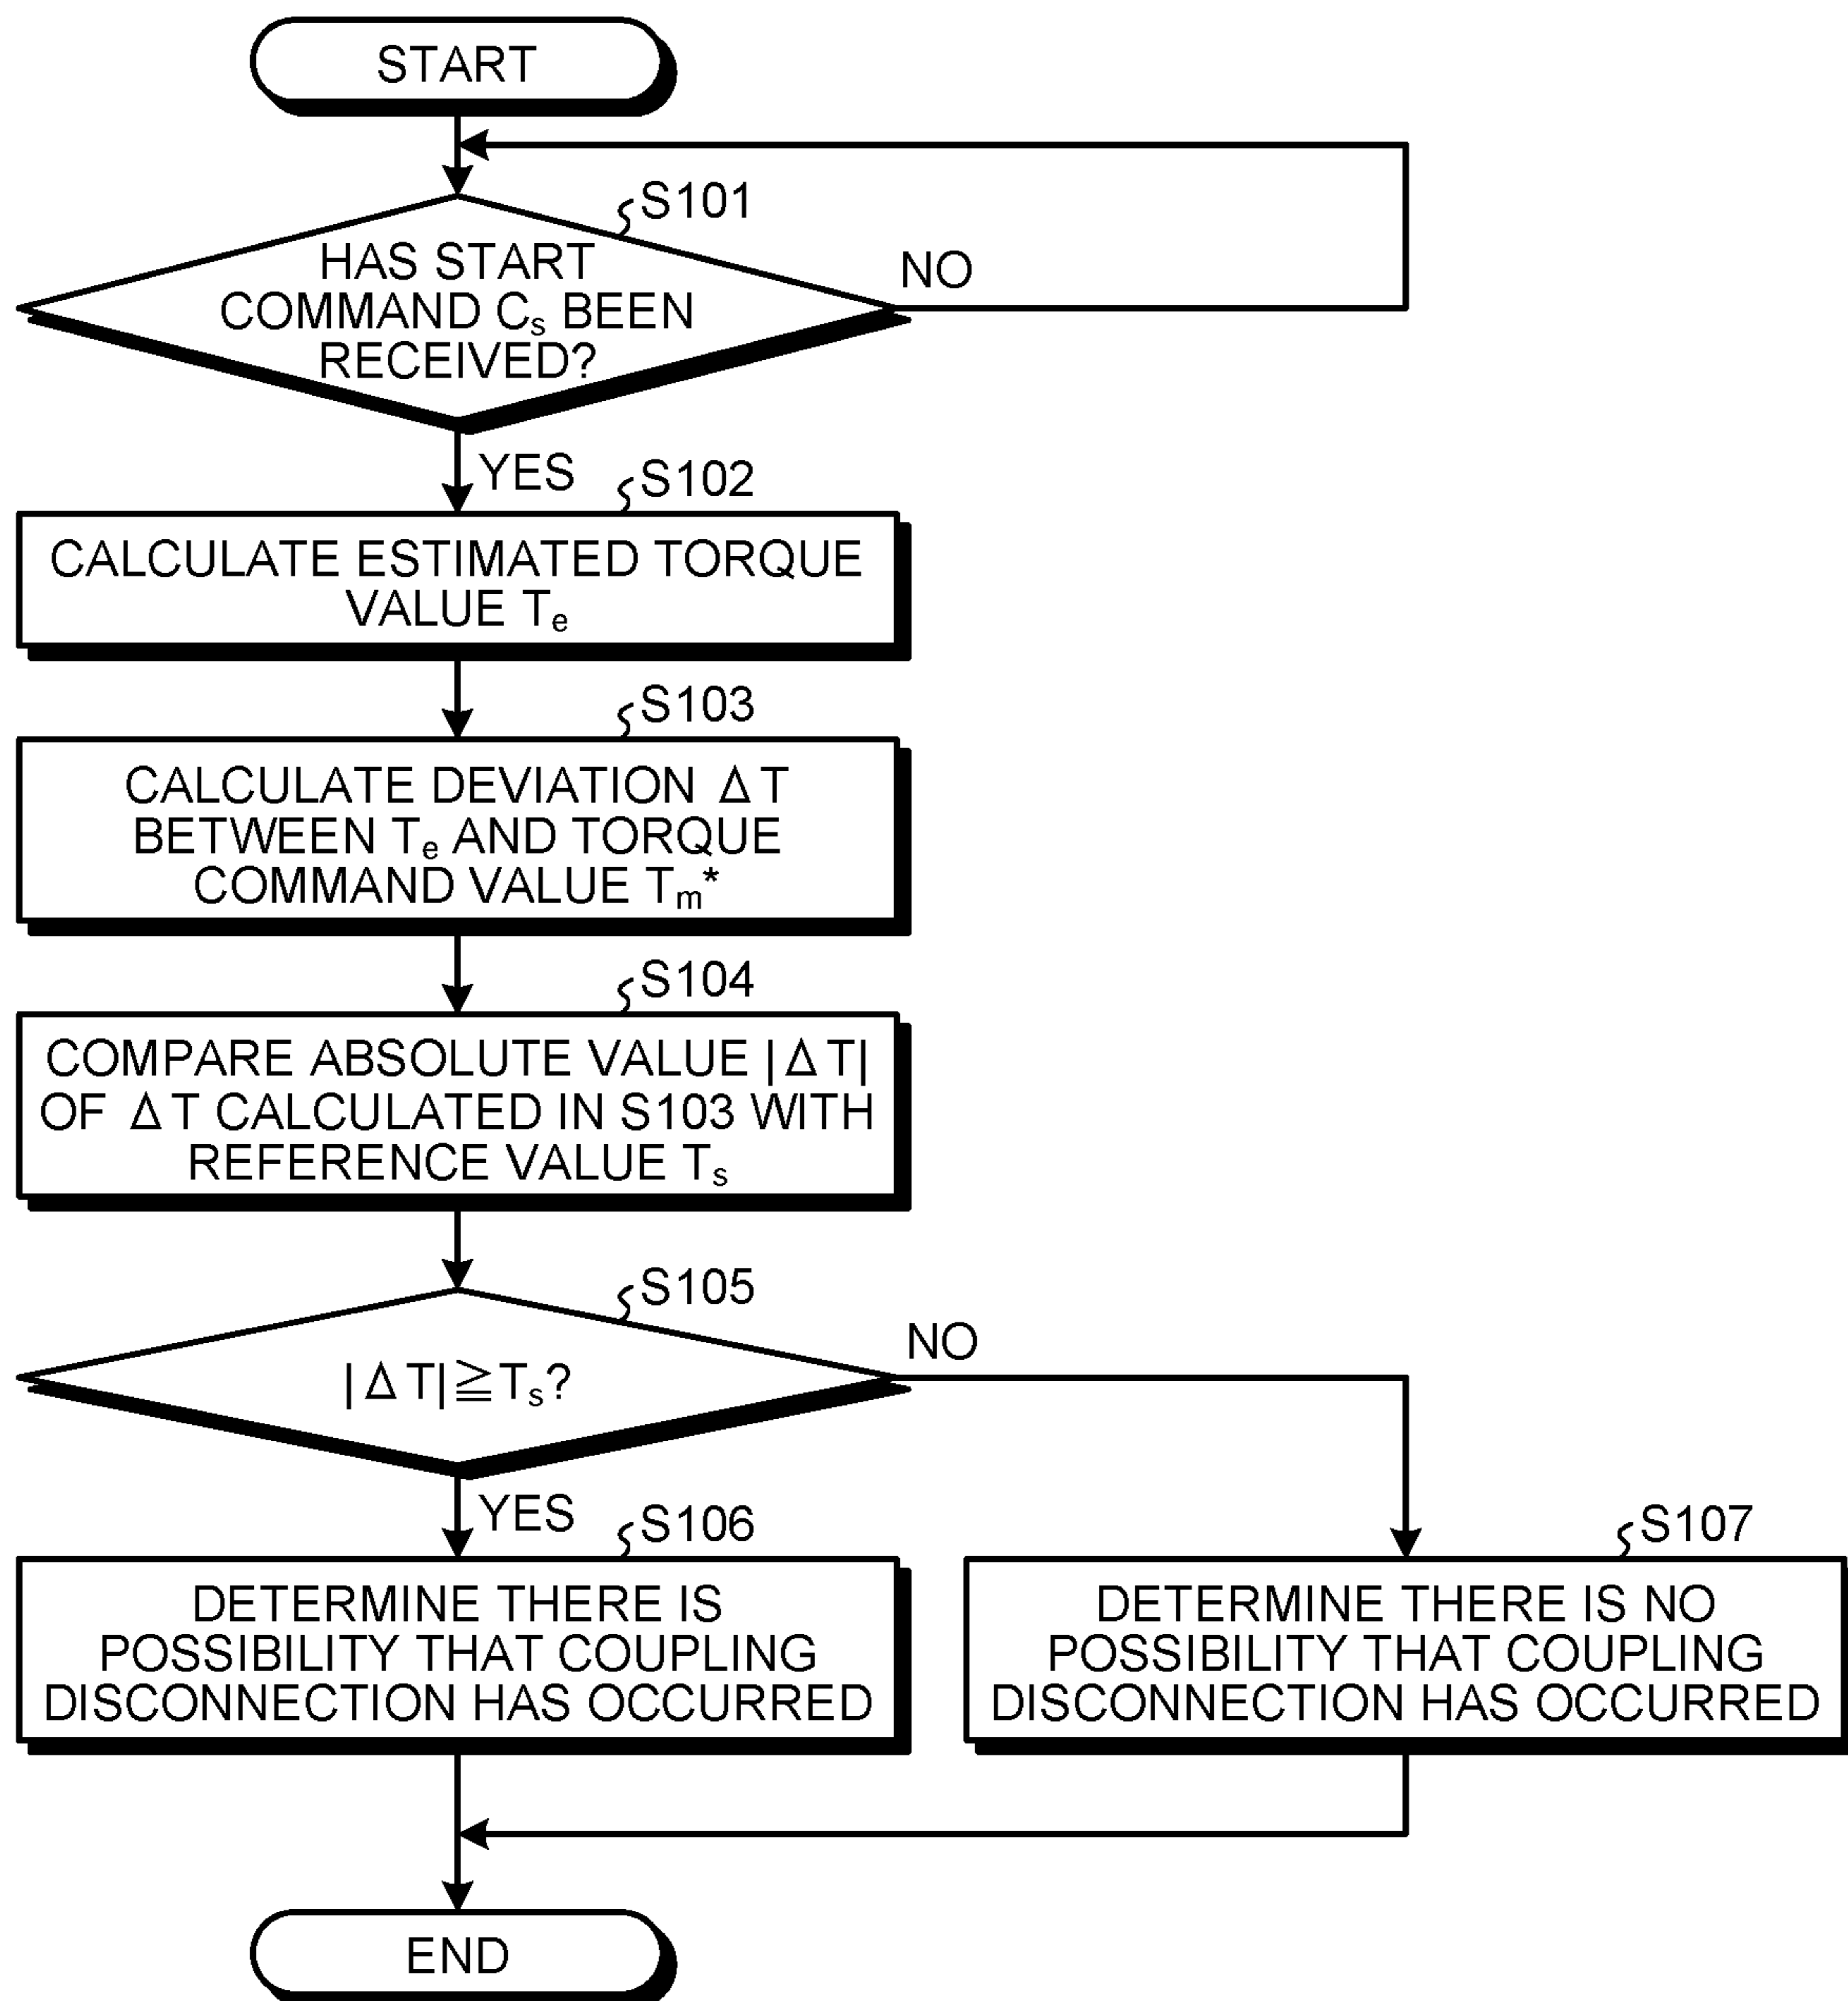 START
S101
HAS START
COMMAND Cs BEEN
RECEIVED?
NO
YES
S102
CALCULATE ESTIMATED TORQUE
VALUE Te
S103
CALCULATE DEVIATION ΔT
BETWEEN Te AND TORQUE
COMMAND VALUE Tm*
S104
COMPARE ABSOLUTE VALUE |ΔT|
OF ΔT CALCULATED IN S103 WITH
REFERENCE VALUE Ts
S105
|ΔT|≧Ts?
NO
YES
S106
DETERMINE THERE IS
POSSIBILITY THAT COUPLING
DISCONNECTION HAS OCCURRED
S107
DETERMINE THERE IS NO
POSSIBILITY THAT COUPLING
DISCONNECTION HAS OCCURRED
END